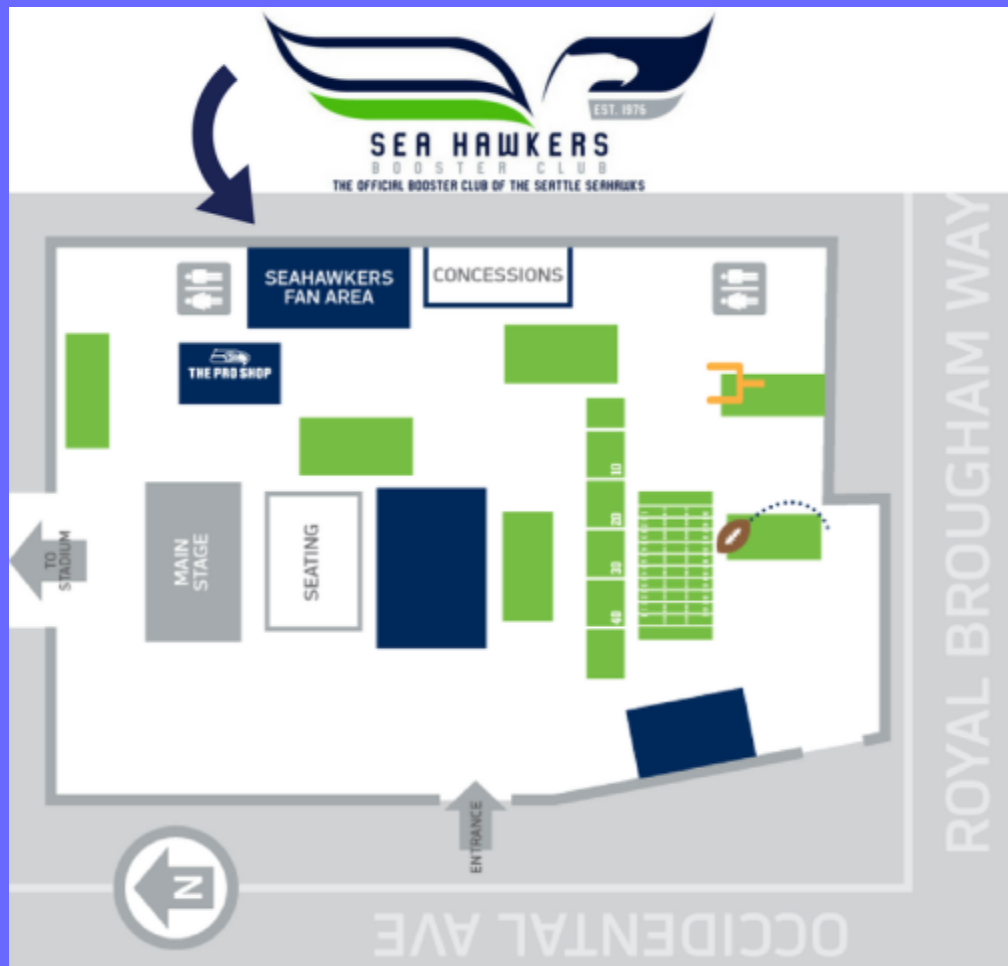 EST. 1976
SEA HAWKERS
BOOSTER CLUB
THE OFFICIAL BOOSTER CLUB OF THE SEATTLE SEAHAWKS
SEAHAWKERS
FAN AREA
CONCESSIONS
THE PRO SHOP
10
20
30
40
MAIN
STAGE
SEATING
TO
STADIUM
ENTRANCE
N
ROYAL BROUGHAM WAY
OCCIDENTAL AVE